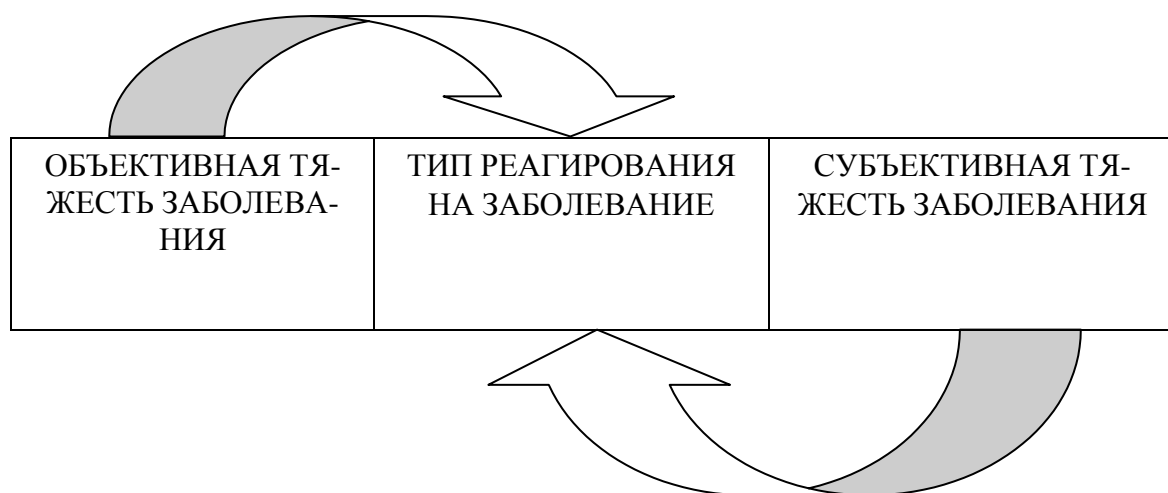 ОБЪЕКТИВНАЯ ТЯ-
ЖЕСТЬ ЗАБОЛЕВА-
НИЯ
ТИП РЕАГИРОВАНИЯ
НА ЗАБОЛЕВАНИЕ
СУБЪЕКТИВНАЯ ТЯ-
ЖЕСТЬ ЗАБОЛЕВАНИЯ